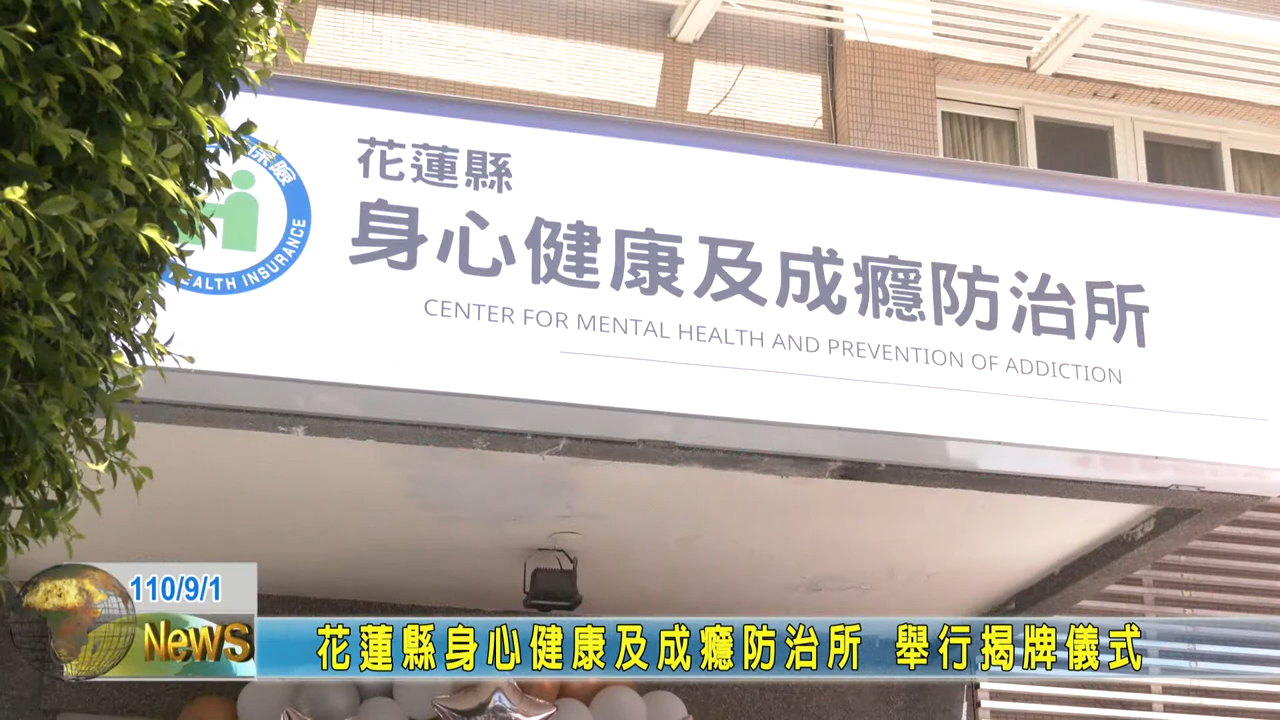 保險
HEALTH INSURANCE
花蓮縣
身心健康及成癮防治所
CENTER FOR MENTAL HEALTH AND PREVENTION OF ADDICTION
110/9/1
NewS
花蓮縣身心健康及成癮防治所 舉行揭牌儀式